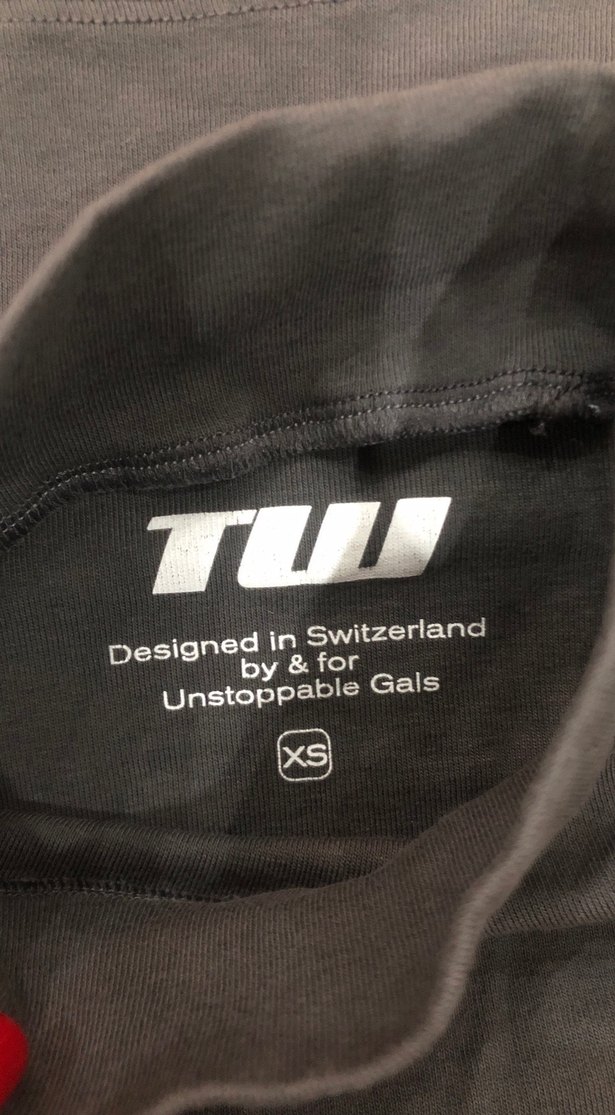 TW
Designed in Switzerland
by & for
Unstoppable Gals
XS